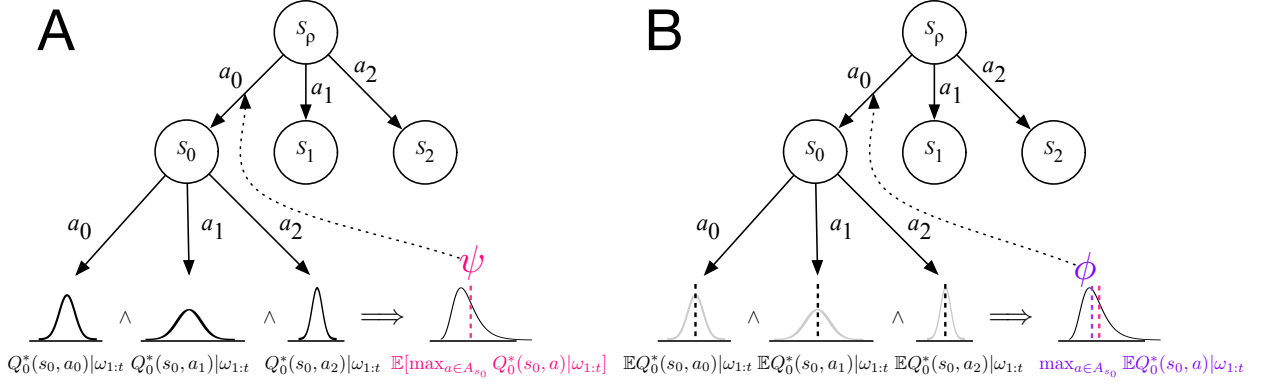 A
S_ρ
a_0
a_1
a_2
S_0
S_1
S_2
a_0
a_1
a_2
ψ
∧ ∧ ⟹
Q_0^*(s_0, a_0)|ω_{1:t} Q_0^*(s_0, a_1)|ω_{1:t} Q_0^*(s_0, a_2)|ω_{1:t} 𝔼[max_{a∈A_{s_0}} Q_0^*(s_0, a)|ω_{1:t}]
B
S_ρ
a_0
a_1
a_2
S_0
S_1
S_2
a_0
a_1
a_2
ϕ
∧ ∧ ⟹
𝔼Q_0^*(s_0, a_0)|ω_{1:t} 𝔼Q_0^*(s_0, a_1)|ω_{1:t} 𝔼Q_0^*(s_0, a_2)|ω_{1:t} max_{a∈A_{s_0}} 𝔼Q_0^*(s_0, a)|ω_{1:t}